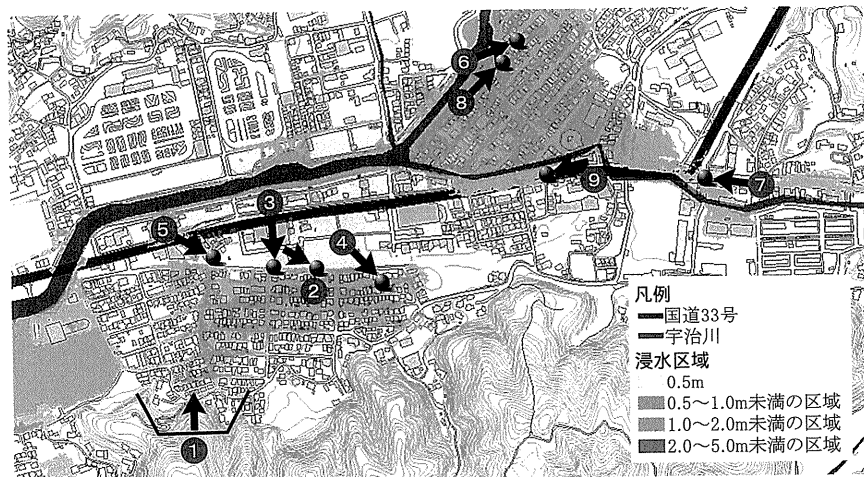 6
8
3
9
7
5
4
2
1
凡例
国道33号
宇治川
浸水区域
0.5m
0.5〜1.0m未満の区域
1.0〜2.0m未満の区域
2.0〜5.0m未満の区域